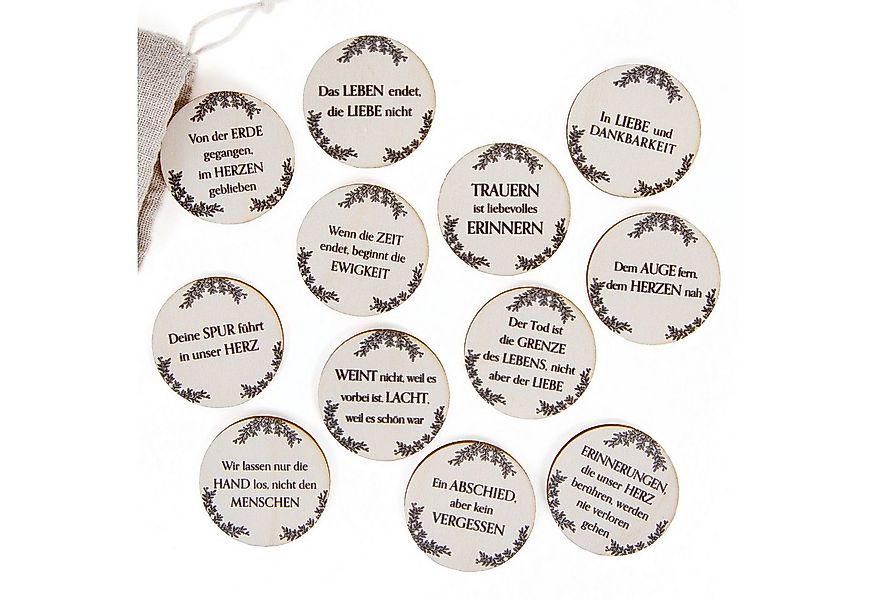 Von der ERDE
gegangen,
im HERZEN
geblieben
Das LEBEN endet,
die LIEBE nicht
In LIEBE und
DANKBARKEIT
TRAUERN
ist liebevolles
ERINNERN
Wenn die ZEIT
endet, beginnt die
EWIGKEIT
Dem AUGE fern,
dem HERZEN nah
Deine SPUR führt
in unser HERZ
Der Tod ist
die GRENZE
des LEBENS, nicht
aber der LIEBE
WEINT nicht, weil es
vorbei ist. LACHT,
weil es schön war
Wir lassen nur die
HAND los, nicht den
MENSCHEN
Ein ABSCHIED,
aber kein
VERGESSEN
ERINNERUNGEN,
die unser HERZ
berühren, werden
nie verloren
gehen